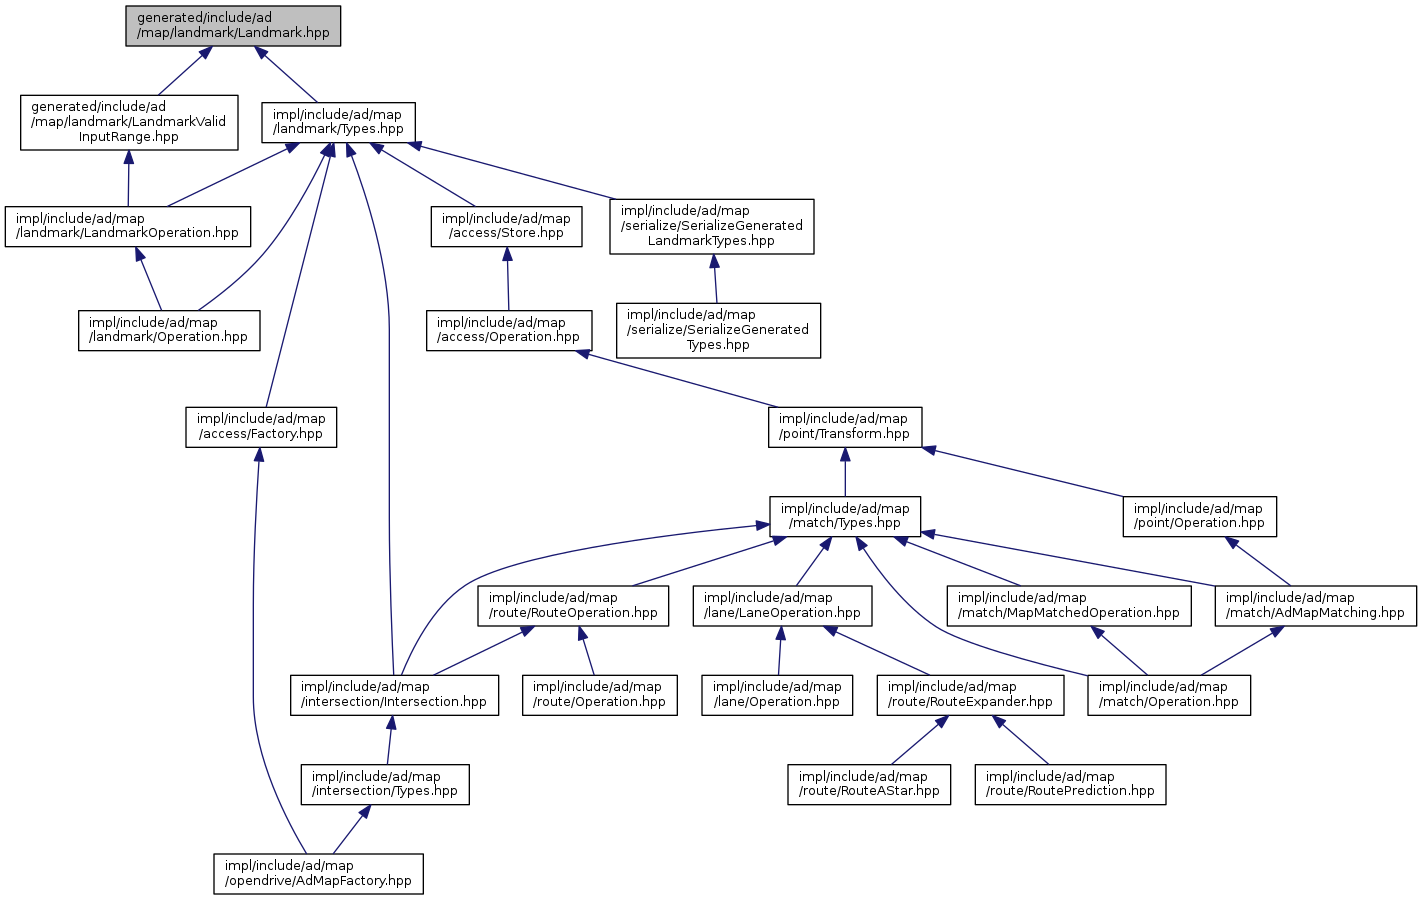 generated/include/ad
/map/landmark/Landmark.hpp
generated/include/ad
/map/landmark/LandmarkValid
InputRange.hpp
impl/include/ad/map
/landmark/Types.hpp
impl/include/ad/map
/landmark/LandmarkOperation.hpp
impl/include/ad/map
/access/Store.hpp
impl/include/ad/map
/serialize/SerializeGenerated
LandmarkTypes.hpp
impl/include/ad/map
/landmark/Operation.hpp
impl/include/ad/map
/access/Operation.hpp
impl/include/ad/map
/serialize/SerializeGenerated
Types.hpp
impl/include/ad/map
/access/Factory.hpp
impl/include/ad/map
/point/Transform.hpp
impl/include/ad/map
/match/Types.hpp
impl/include/ad/map
/point/Operation.hpp
impl/include/ad/map
/route/RouteOperation.hpp
impl/include/ad/map
/lane/LaneOperation.hpp
impl/include/ad/map
/match/MapMatchedOperation.hpp
impl/include/ad/map
/match/AdMapMatching.hpp
impl/include/ad/map
/intersection/Intersection.hpp
impl/include/ad/map
/route/Operation.hpp
impl/include/ad/map
/lane/Operation.hpp
impl/include/ad/map
/route/RouteExpander.hpp
impl/include/ad/map
/match/Operation.hpp
impl/include/ad/map
/intersection/Types.hpp
impl/include/ad/map
/route/RouteAStar.hpp
impl/include/ad/map
/route/RoutePrediction.hpp
impl/include/ad/map
/opendrive/AdMapFactory.hpp